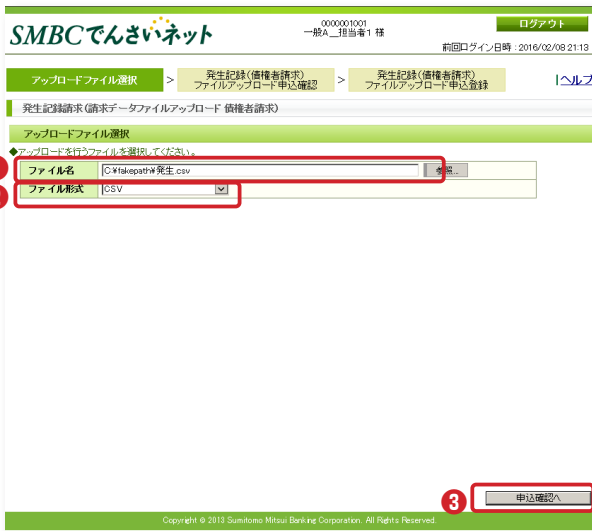 SMBCでんさいネット
0000001001
一般A__担当者1 様
ログアウト
前回ログイン日時 : 2016/02/08 21:13
アップロードファイル選択 > 発生記録(債権者請求)
ファイルアップロード申込確認 > 発生記録(債権者請求)
ファイルアップロード申込登録
|ヘルプ
発生記録請求(請求データファイルアップロード 債権者請求)
アップロードファイル選択
◆アップロードを行うファイルを選択してください。
ファイル名 C:¥fakepath¥発生.csv 参照...
ファイル形式 CSV
3 申込確認へ
Copyright © 2013 Sumitomo Mitsui Banking Corporation. All Rights Reserved.